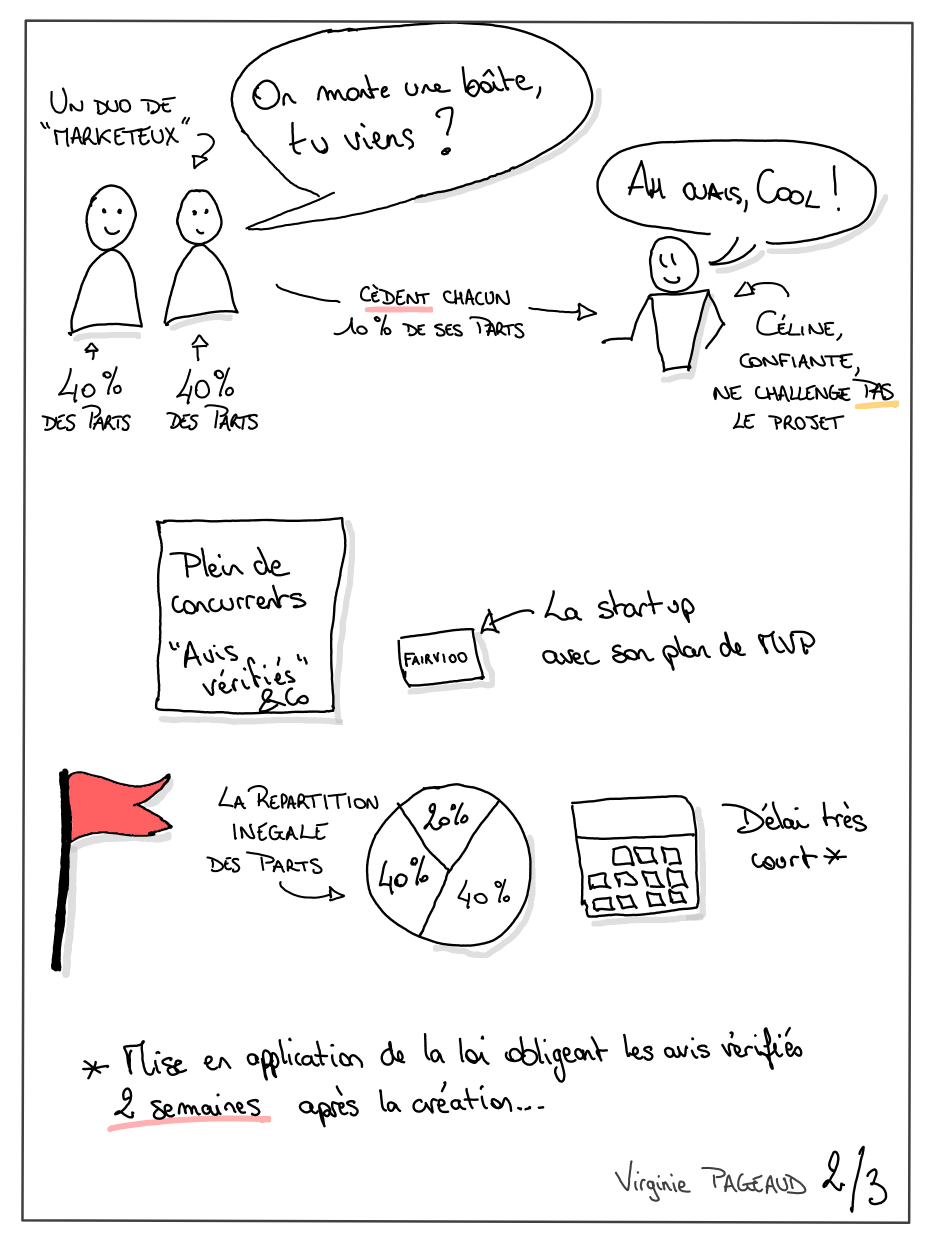 UN DUO DE
"MARKETEUX"
On monte une boîte,
tu viens ?
AH OUAIS, COOL !
CÈDENT CHACUN
10% DE SES PARTS
40%
DES PARTS
40%
DES PARTS
CÉLINE,
CONFIANTE,
NE CHALLENGE PAS
LE PROJET
Plein de
concurrents
"Avis
vérifiés"
& Co
FAIRVIOO
La startup
avec son plan de MVP
LA REPARTITION
INEGALE
DES PARTS
20%
40%
40%
Délai très
court *
* Mise en application de la loi obligeant les avis vérifiés
2 semaines après la création...
Virginie PAGEAUD 2/3